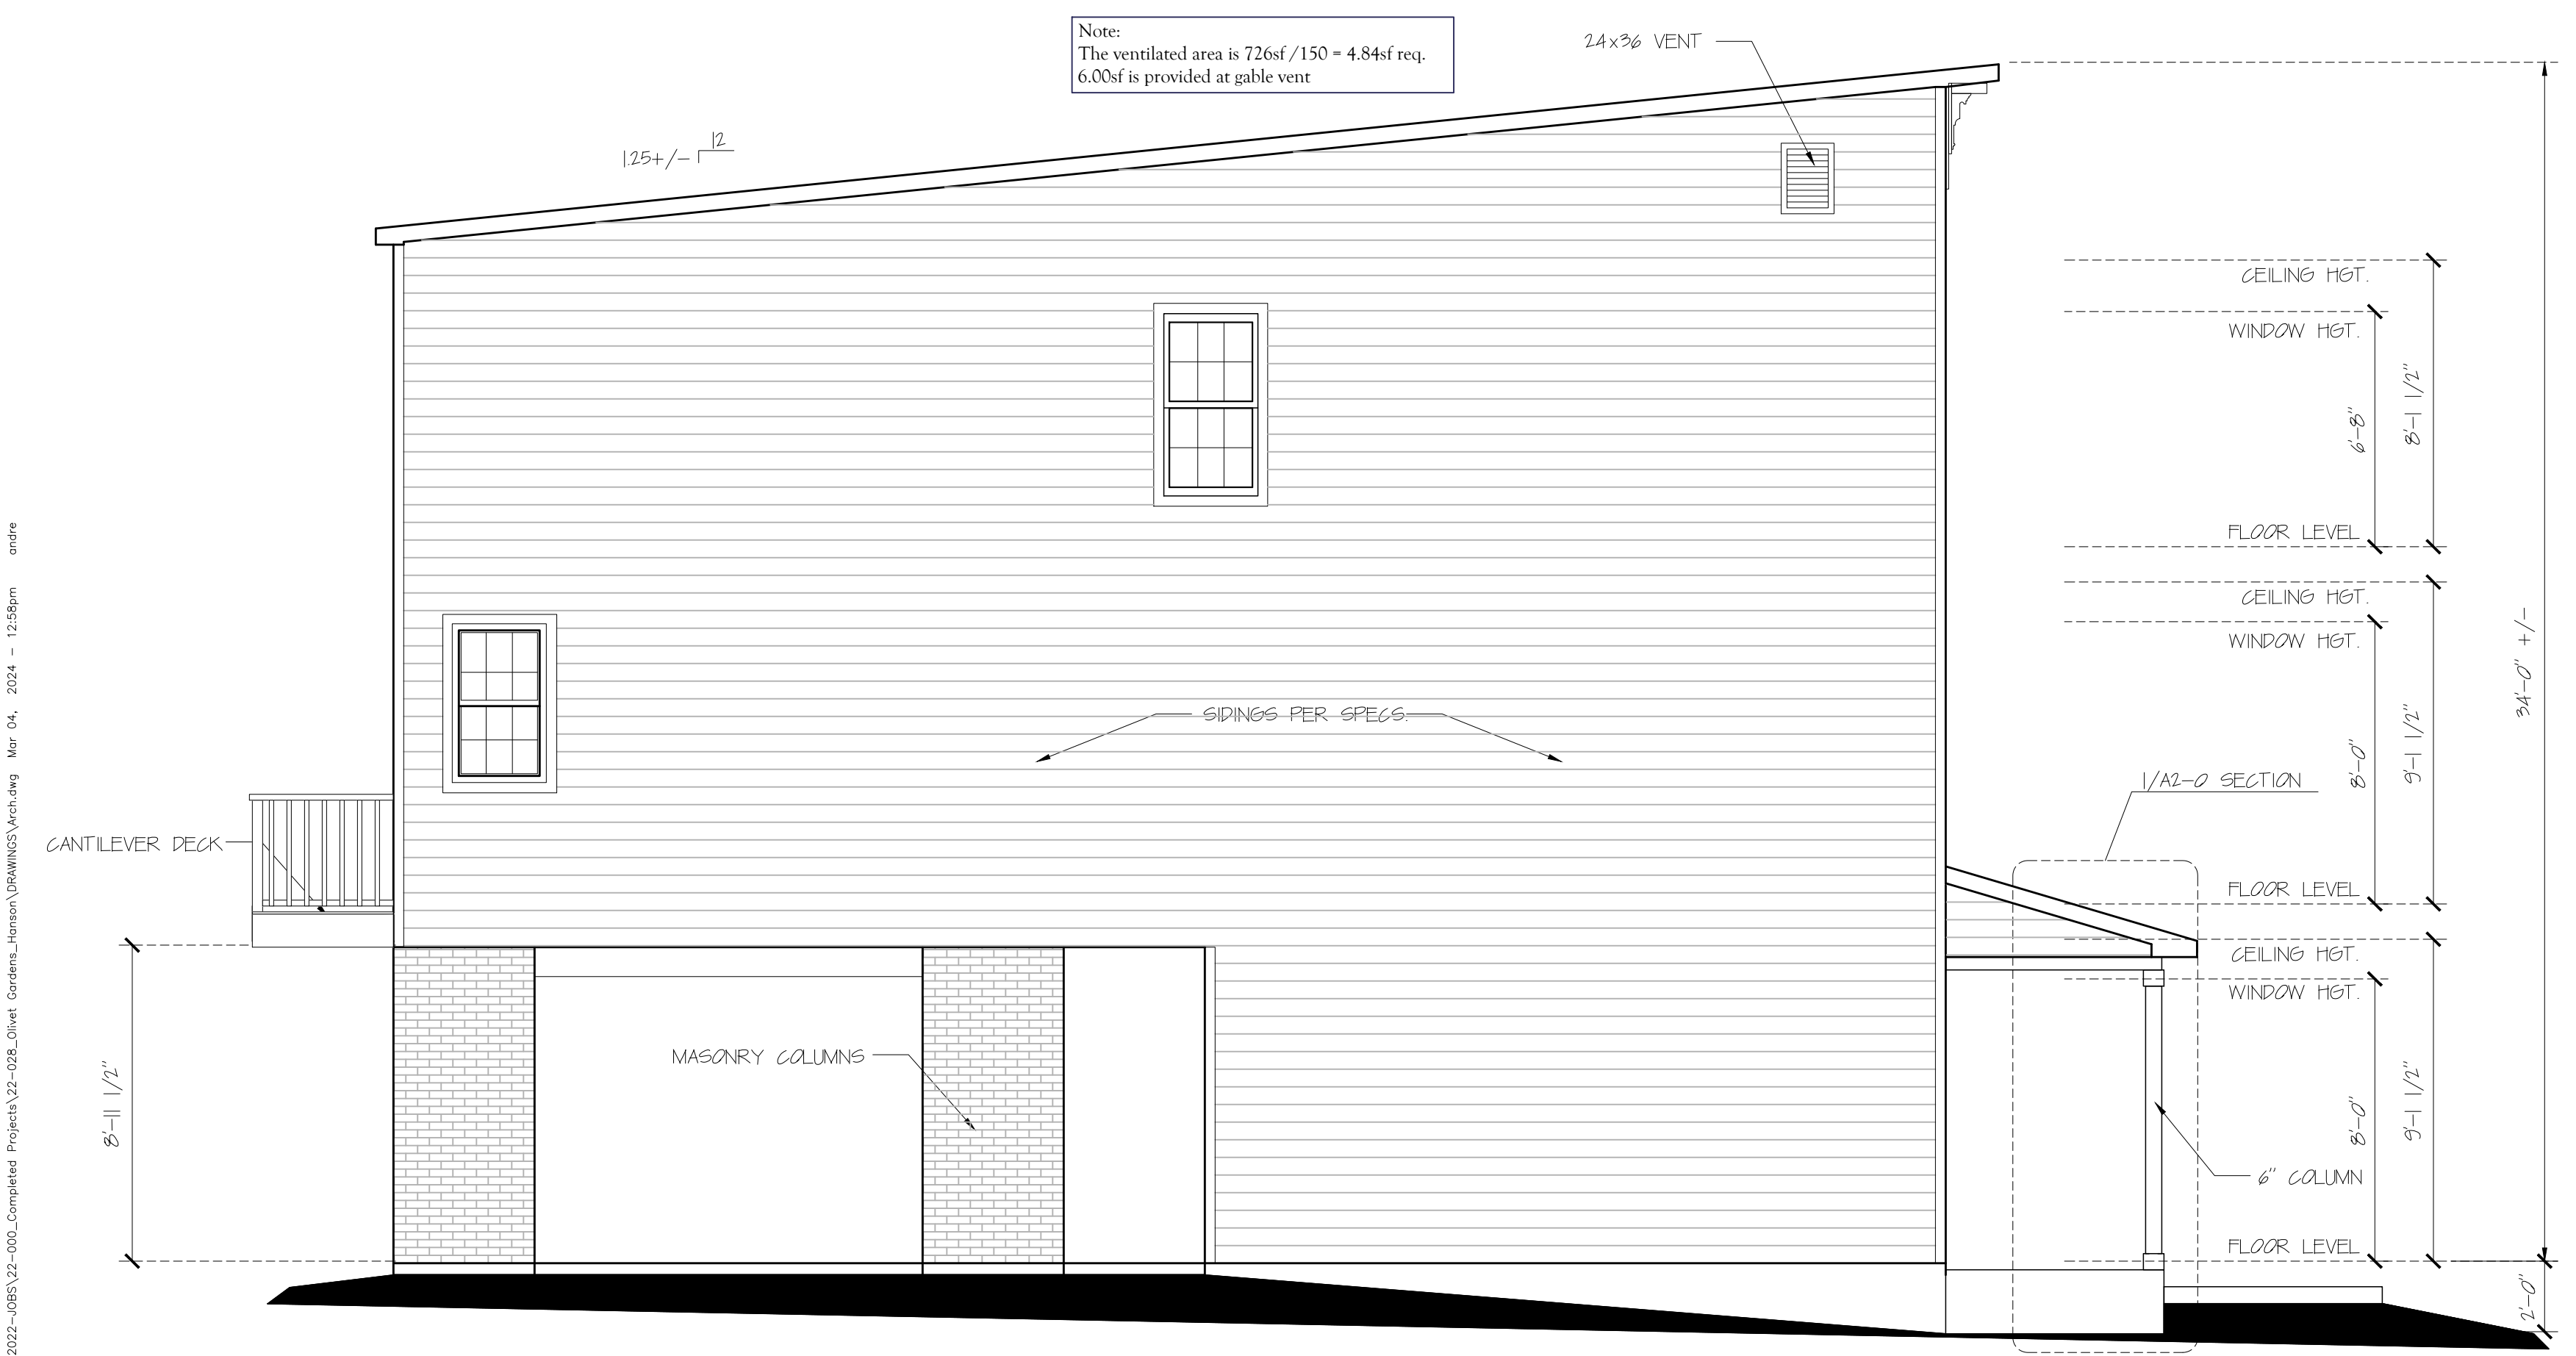 Note:
The ventilated area is 726sf /150 = 4.84sf req.
6.00sf is provided at gable vent
24x36 VENT
12
1.25+/-
CEILING HGT.
WINDOW HGT.
6'-8"
8'-1 1/2"
FLOOR LEVEL
CEILING HGT.
WINDOW HGT.
34'-0" +/-
SIDINGS PER SPECS.
8'-0"
9'-1 1/2"
1/A2-0 SECTION
CANTILEVER DECK
FLOOR LEVEL
CEILING HGT.
WINDOW HGT.
MASONRY COLUMNS
8'-11 1/2"
8'-0"
9'-1 1/2"
6" COLUMN
FLOOR LEVEL
2'-0"
2022-JOBS\22-000_Completed Projects\22-028_Olivet Gardens_Hanson\DRAWINGS\Arch.dwg Mar 04, 2024 - 12:58pm andre